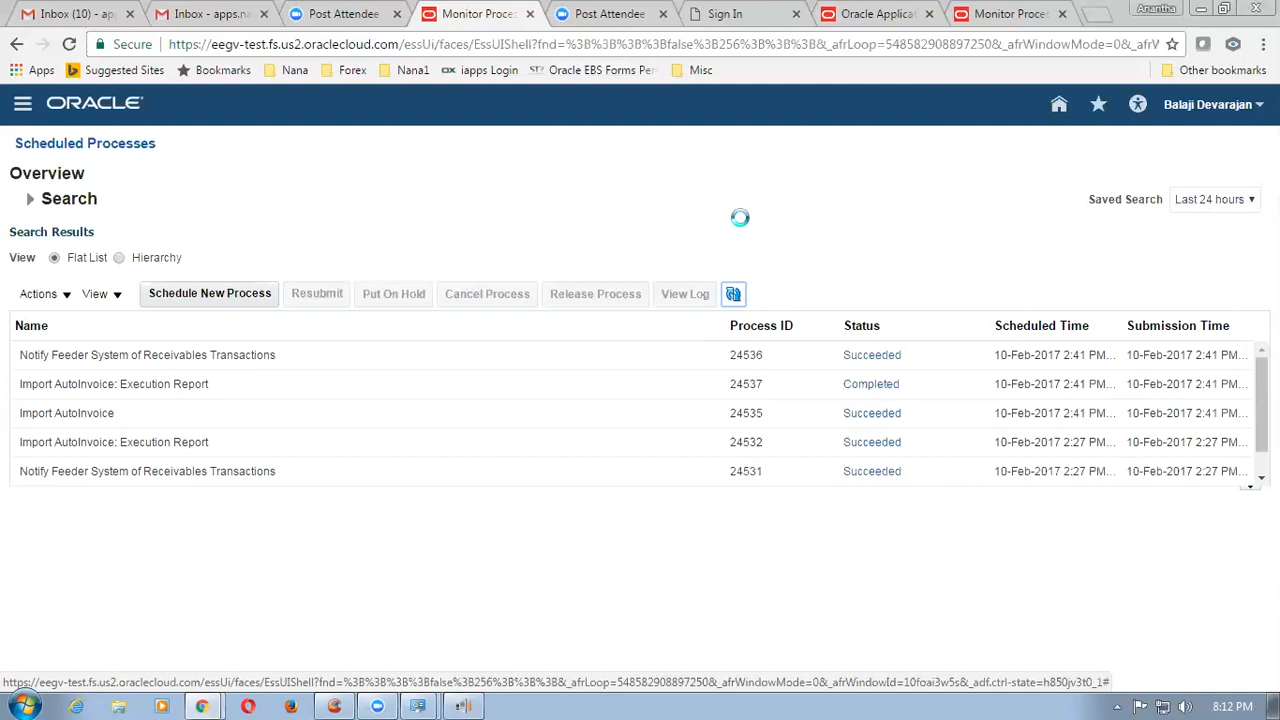 Inbox (10) - app
Inbox - apps.na
Post Attendee
Monitor Proces
Post Attendee
Sign In
Oracle Applicat
Monitor Proces
Anantha
Secure
https://eegv-test.fs.us2.oraclecloud.com/essUi/faces/EssUIShell?fnd=%3B%3B%3B%3Bfalse%3B256%3B%3B%3B&_afrLoop=548582908897250&_afrWindowMode=0&_afrW
Apps
Suggested Sites
Bookmarks
Nana
Forex
Nana1
iapps Login
Oracle EBS Forms Per
Misc
Other bookmarks
ORACLE
Balaji Devarajan
Scheduled Processes
Overview
Search
Saved Search Last 24 hours
Search Results
View Flat List Hierarchy
Actions View Schedule New Process Resubmit Put On Hold Cancel Process Release Process View Log
Name Process ID Status Scheduled Time Submission Time
Notify Feeder System of Receivables Transactions 24536 Succeeded 10-Feb-2017 2:41 PM... 10-Feb-2017 2:41 PM...
Import AutoInvoice: Execution Report 24537 Completed 10-Feb-2017 2:41 PM... 10-Feb-2017 2:41 PM...
Import AutoInvoice 24535 Succeeded 10-Feb-2017 2:41 PM... 10-Feb-2017 2:41 PM...
Import AutoInvoice: Execution Report 24532 Succeeded 10-Feb-2017 2:27 PM... 10-Feb-2017 2:27 PM...
Notify Feeder System of Receivables Transactions 24531 Succeeded 10-Feb-2017 2:27 PM... 10-Feb-2017 2:27 PM...
https://eegv-test.fs.us2.oraclecloud.com/essUi/faces/EssUIShell?fnd=%3B%3B%3B%3Bfalse%3B256%3B%3B%3B&_afrLoop=548582908897250&_afrWindowMode=0&_afrWindowId=10foai3w5s&_adf.ctrl-state=h850jv3t0_1#
8:12 PM